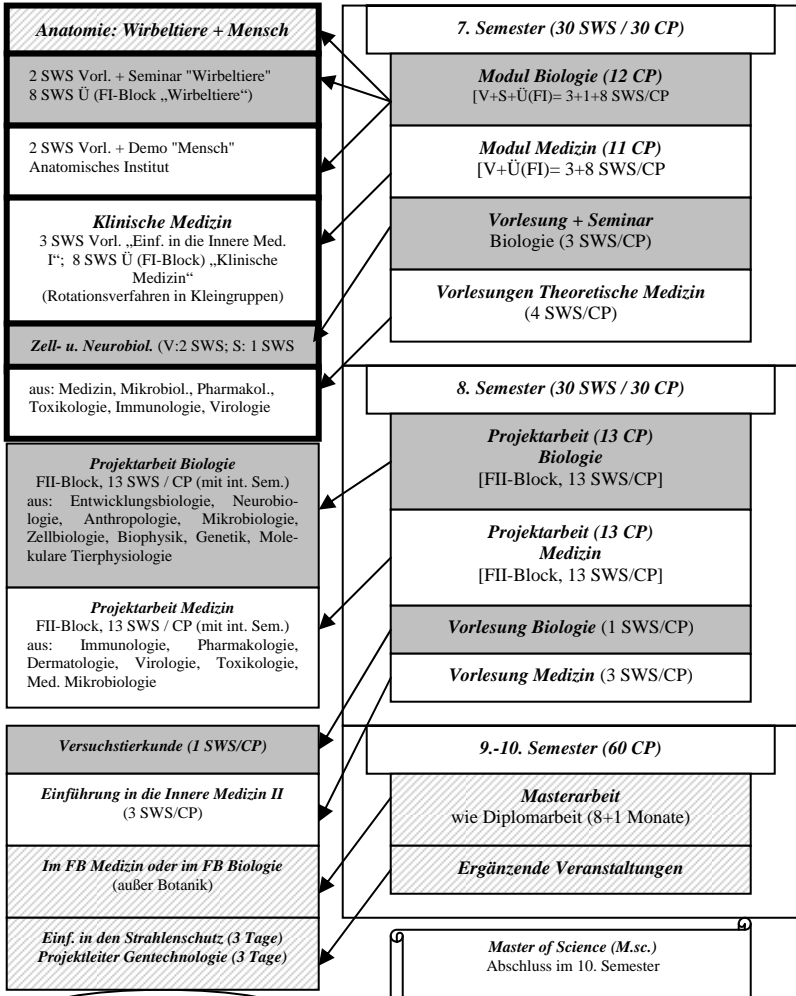 Anatomie: Wirbeltiere + Mensch
2 SWS Vorl. + Seminar "Wirbeltiere"
8 SWS Ü (FI-Block „Wirbeltiere“)
2 SWS Vorl. + Demo "Mensch"
Anatomisches Institut
Klinische Medizin
3 SWS Vorl. „Einf. in die Innere Med.
I“; 8 SWS Ü (FI-Block) „Klinische
Medizin“
(Rotationsverfahren in Kleingruppen)
Zell- u. Neurobiol. (V:2 SWS; S: 1 SWS
aus: Medizin, Mikrobiol., Pharmakol.,
Toxikologie, Immunologie, Virologie
Projektarbeit Biologie
FII-Block, 13 SWS / CP (mit int. Sem.)
aus: Entwicklungsbiologie, Neurobio-
logie, Anthropologie, Mikrobiologie,
Zellbiologie, Biophysik, Genetik, Mole-
kulare Tierphysiologie
Projektarbeit Medizin
FII-Block, 13 SWS / CP (mit int. Sem.)
aus: Immunologie, Pharmakologie,
Dermatologie, Virologie, Toxikologie,
Med. Mikrobiologie
Versuchstierkunde (1 SWS/CP)
Einführung in die Innere Medizin II
(3 SWS/CP)
Im FB Medizin oder im FB Biologie
(außer Botanik)
Einf. in den Strahlenschutz (3 Tage)
Projektleiter Gentechnologie (3 Tage)
7. Semester (30 SWS / 30 CP)
Modul Biologie (12 CP)
[V+S+Ü(FI)= 3+1+8 SWS/CP
Modul Medizin (11 CP)
[V+Ü(FI)= 3+8 SWS/CP
Vorlesung + Seminar
Biologie (3 SWS/CP)
Vorlesungen Theoretische Medizin
(4 SWS/CP)
8. Semester (30 SWS / 30 CP)
Projektarbeit (13 CP)
Biologie
[FII-Block, 13 SWS/CP]
Projektarbeit (13 CP)
Medizin
[FII-Block, 13 SWS/CP]
Vorlesung Biologie (1 SWS/CP)
Vorlesung Medizin (3 SWS/CP)
9.-10. Semester (60 CP)
Masterarbeit
wie Diplomarbeit (8+1 Monate)
Ergänzende Veranstaltungen
Master of Science (M.sc.)
Abschluss im 10. Semester